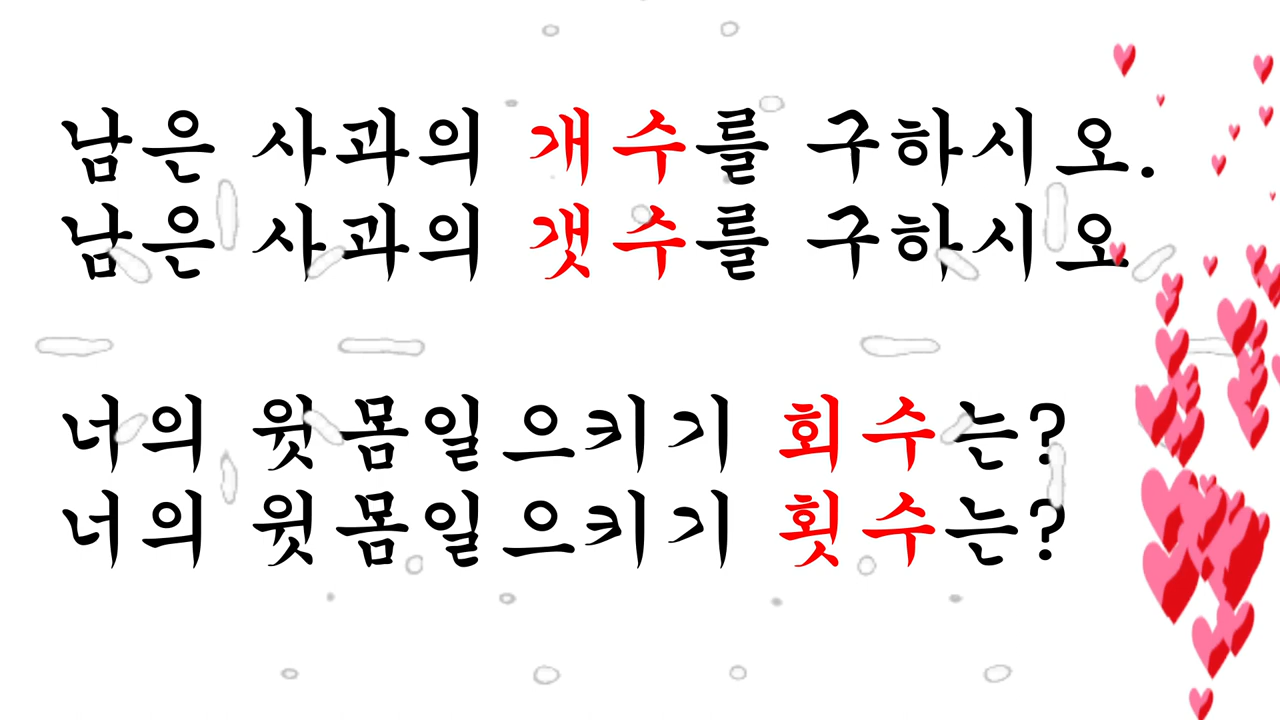 남은 사과의 개수를 구하시오.
남은 사과의 갯수를 구하시오.
너의 윗몸일으키기 회수는?
너의 윗몸일으키기 횟수는?